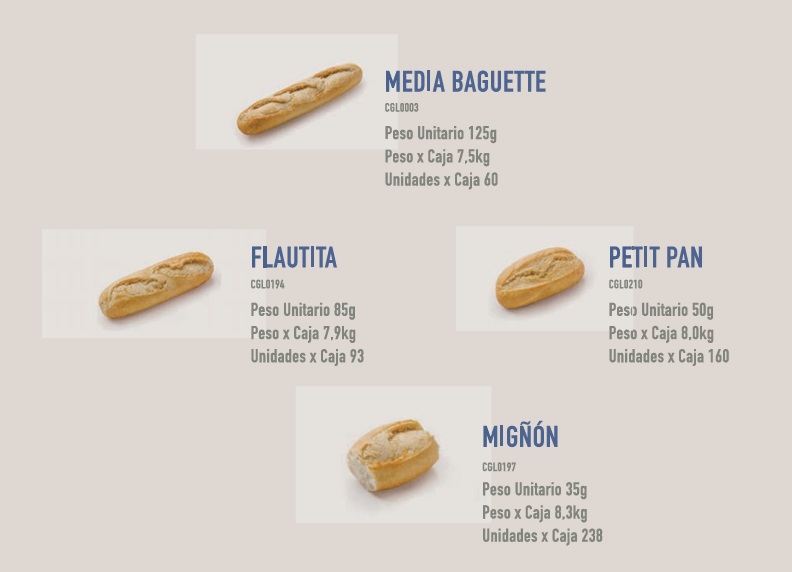 MEDIA BAGUETTE
CGL0003
Peso Unitario 125g
Peso x Caja 7,5kg
Unidades x Caja 60
FLAUTITA
CGL0194
Peso Unitario 85g
Peso x Caja 7,9kg
Unidades x Caja 93
PETIT PAN
CGL0210
Peso Unitario 50g
Peso x Caja 8,0kg
Unidades x Caja 160
MIGÑÓN
CGL0197
Peso Unitario 35g
Peso x Caja 8,3kg
Unidades x Caja 238